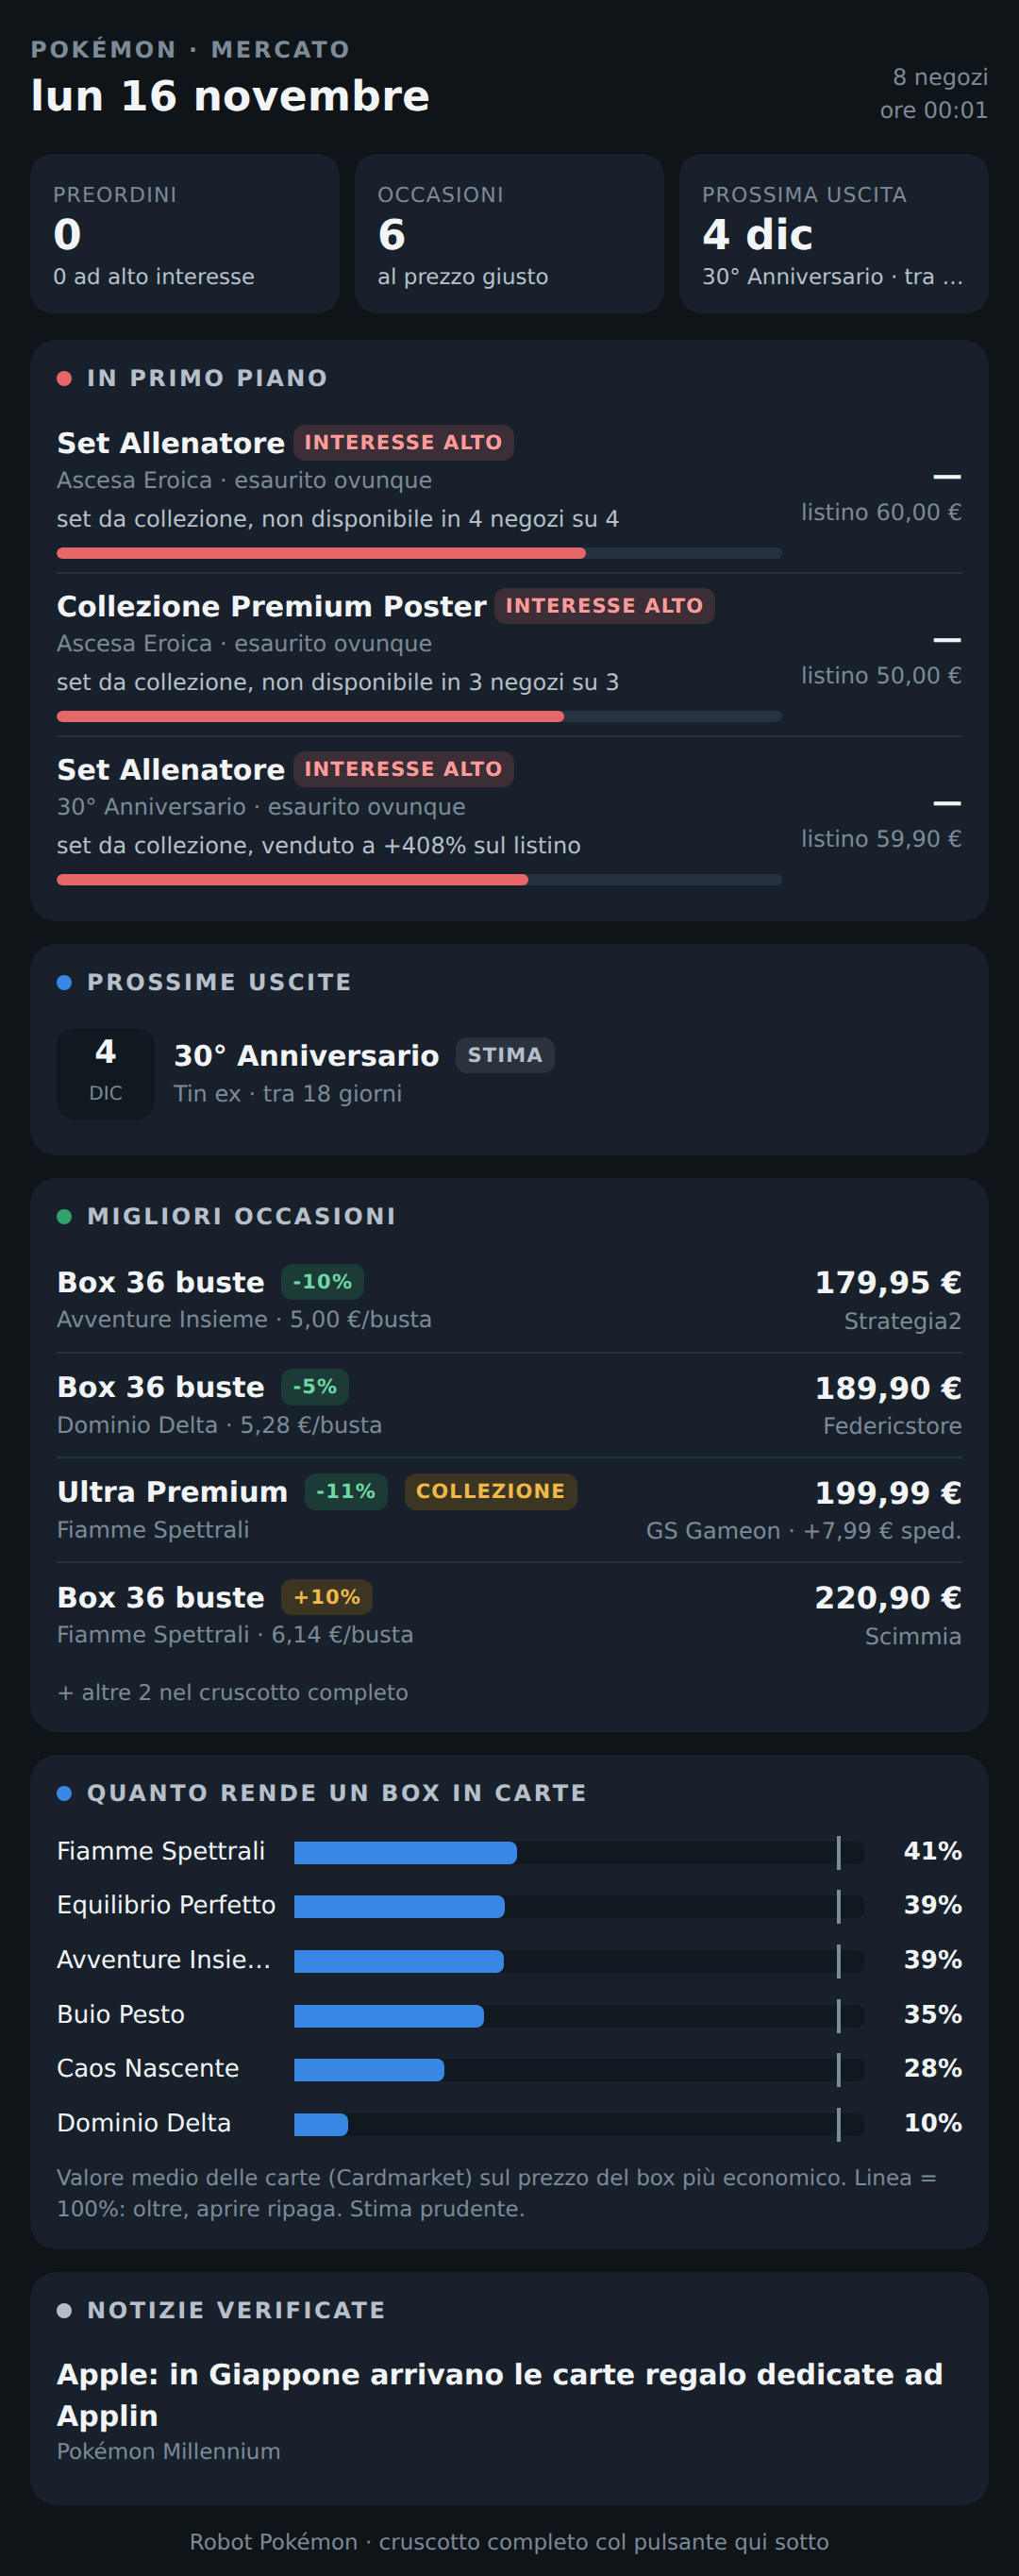 POKÉMON · MERCATO
lun 16 novembre
8 negozi
ore 00:01
PREORDINI
0
0 ad alto interesse
OCCASIONI
6
al prezzo giusto
PROSSIMA USCITA
4 dic
30° Anniversario · tra …
IN PRIMO PIANO
Set Allenatore INTERESSE ALTO
Ascesa Eroica · esaurito ovunque
set da collezione, non disponibile in 4 negozi su 4
—
listino 60,00 €
Collezione Premium Poster INTERESSE ALTO
Ascesa Eroica · esaurito ovunque
set da collezione, non disponibile in 3 negozi su 3
—
listino 50,00 €
Set Allenatore INTERESSE ALTO
30° Anniversario · esaurito ovunque
set da collezione, venduto a +408% sul listino
—
listino 59,90 €
PROSSIME USCITE
4
DIC
30° Anniversario STIMA
Tin ex · tra 18 giorni
MIGLIORI OCCASIONI
Box 36 buste -10% 179,95 €
Avventure Insieme · 5,00 €/busta Strategia2
Box 36 buste -5% 189,90 €
Dominio Delta · 5,28 €/busta Federicstore
Ultra Premium -11% COLLEZIONE 199,99 €
Fiamme Spettrali GS Gameon · +7,99 € sped.
Box 36 buste +10% 220,90 €
Fiamme Spettrali · 6,14 €/busta Scimmia
+ altre 2 nel cruscotto completo
QUANTO RENDE UN BOX IN CARTE
Fiamme Spettrali 41%
Equilibrio Perfetto 39%
Avventure Insie… 39%
Buio Pesto 35%
Caos Nascente 28%
Dominio Delta 10%
Valore medio delle carte (Cardmarket) sul prezzo del box più economico. Linea =
100%: oltre, aprire ripaga. Stima prudente.
NOTIZIE VERIFICATE
Apple: in Giappone arrivano le carte regalo dedicate ad
Applin
Pokémon Millennium
Robot Pokémon · cruscotto completo col pulsante qui sotto